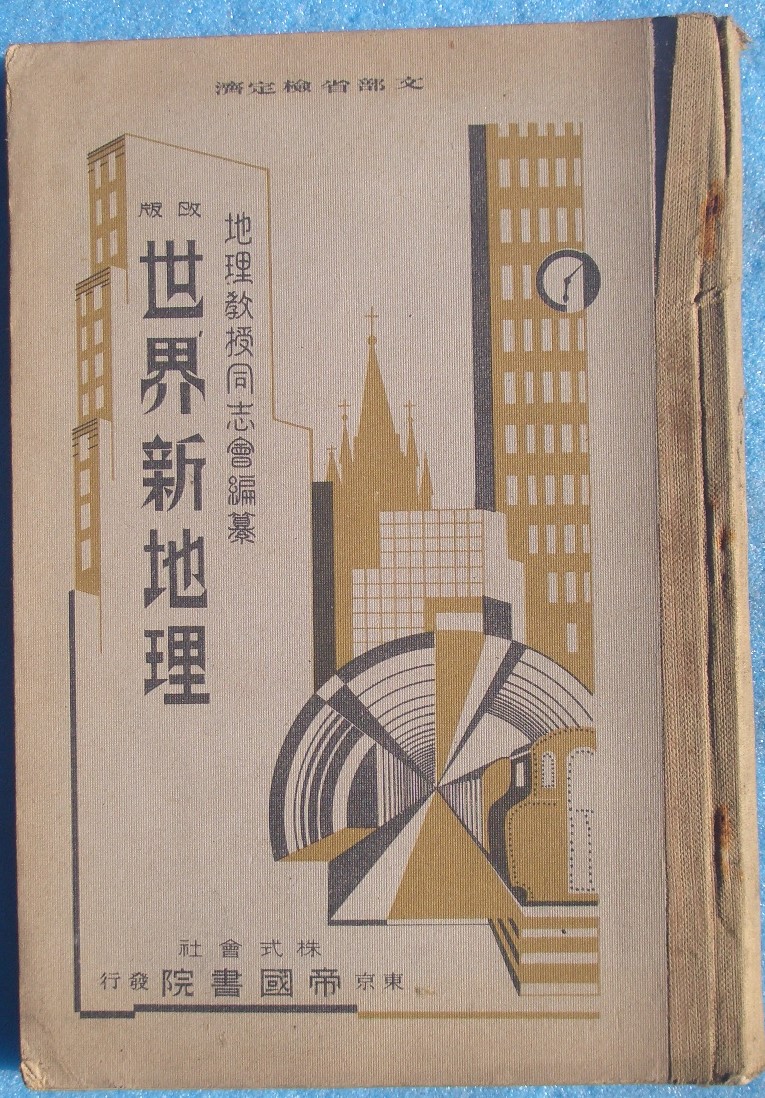 文部省檢定濟
地理教授同志會編纂
改版
世界新地理
株式會社
東京 帝國書院 發行